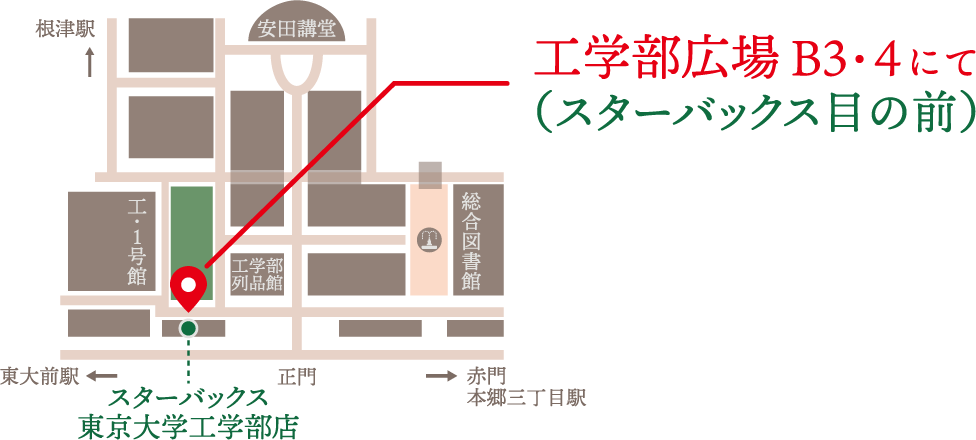 根津駅
安田講堂
工学部広場 B3・4にて
（スターバックス目の前）
工・1号館
総合図書館
工学部
列品館
東大前駅
正門
赤門
本郷三丁目駅
スターバックス
東京大学工学部店